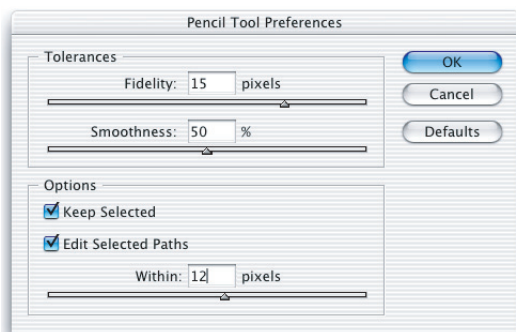 Pencil Tool Preferences
Tolerances
Fidelity: 15 pixels
Smoothness: 50 %
Options
Keep Selected
Edit Selected Paths
Within: 12 pixels
OK
Cancel
Defaults